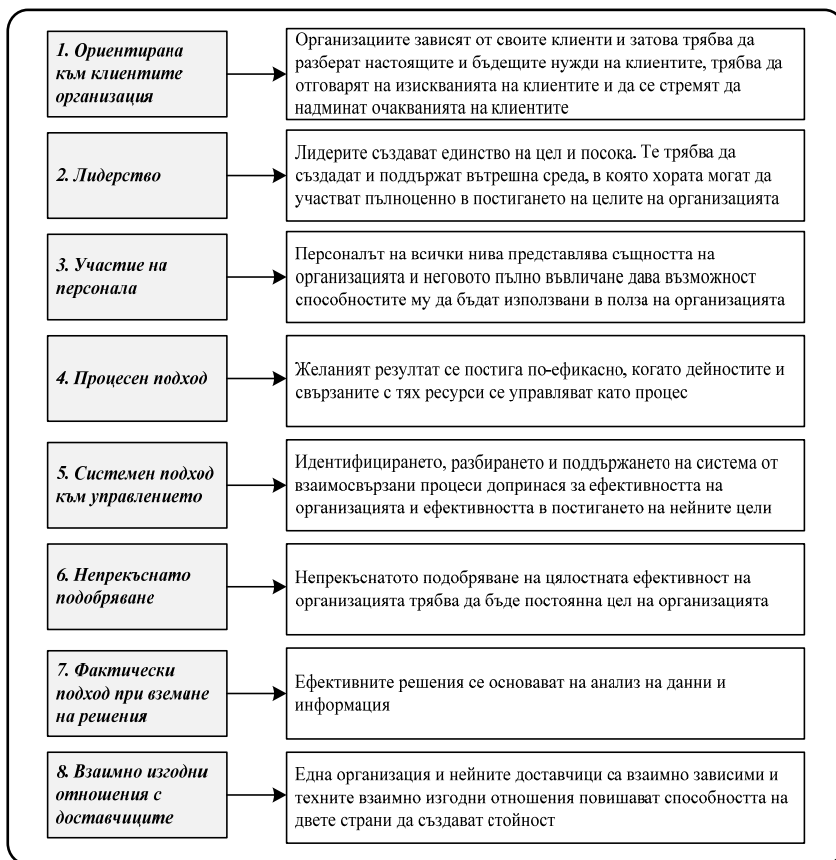 1. Ориентирана
към клиентите
организация
Организациите зависят от своите клиенти и затова трябва да
разберат настоящите и бъдещите нужди на клиентите, трябва да
отговарят на изискванията на клиентите и да се стремят да
надминат очакванията на клиентите
2. Лидерство
Лидерите създават единство на цел и посока. Те трябва да
създадат и поддържат вътрешна среда, в която хората могат да
участват пълноценно в постигането на целите на организацията
3. Участие на
персонала
Персоналът на всички нива представлява същността на
организацията и неговото пълно въвличане дава възможност
способностите му да бъдат използвани в полза на организацията
4. Процесен подход
Желаният резултат се постига по-ефикасно, когато дейностите и
свързаните с тях ресурси се управляват като процес
5. Системен подход
към управлението
Идентифицирането, разбирането и поддържането на система от
взаимосвързани процеси допринася за ефективността на
организацията и ефективността в постигането на нейните цели
6. Непрекъснато
подобряване
Непрекъснатото подобряване на цялостната ефективност на
организацията трябва да бъде постоянна цел на организацията
7. Фактически
подход при вземане
на решения
Ефективните решения се основават на анализ на данни и
информация
8. Взаимно изгодни
отношения с
доставчиците
Една организация и нейните доставчици са взаимно зависими и
техните взаимно изгодни отношения повишават способността на
двете страни да създават стойност